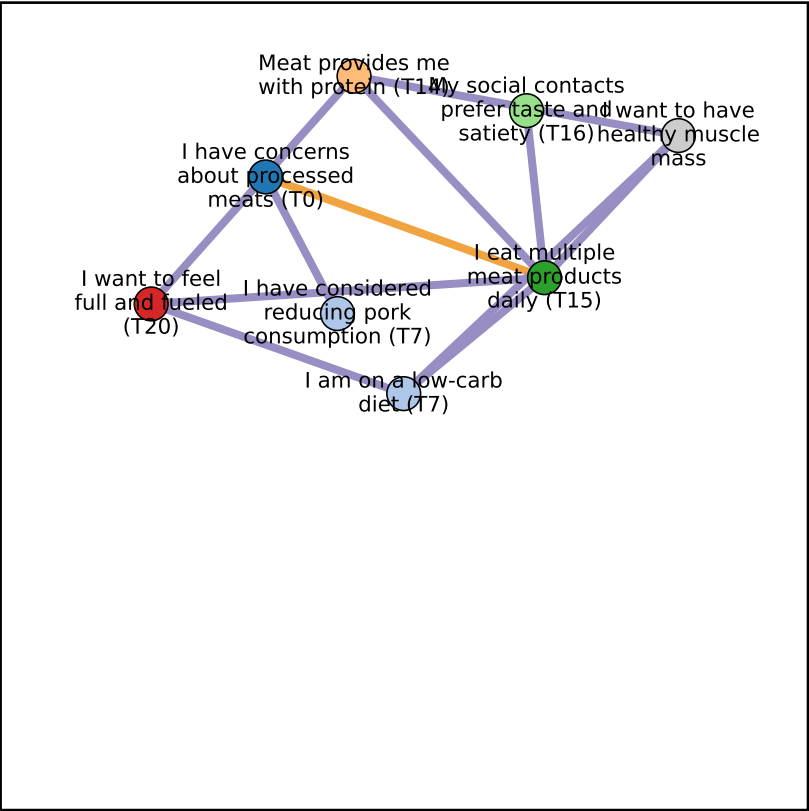 Meat provides me
with protein (T14)
My social contacts
prefer taste and
satiety (T16)
I want to have
healthy muscle
mass
I have concerns
about processed
meats (T0)
I eat multiple
meat products
daily (T15)
I want to feel
full and fueled
(T20)
I have considered
reducing pork
consumption (T7)
I am on a low-carb
diet (T7)